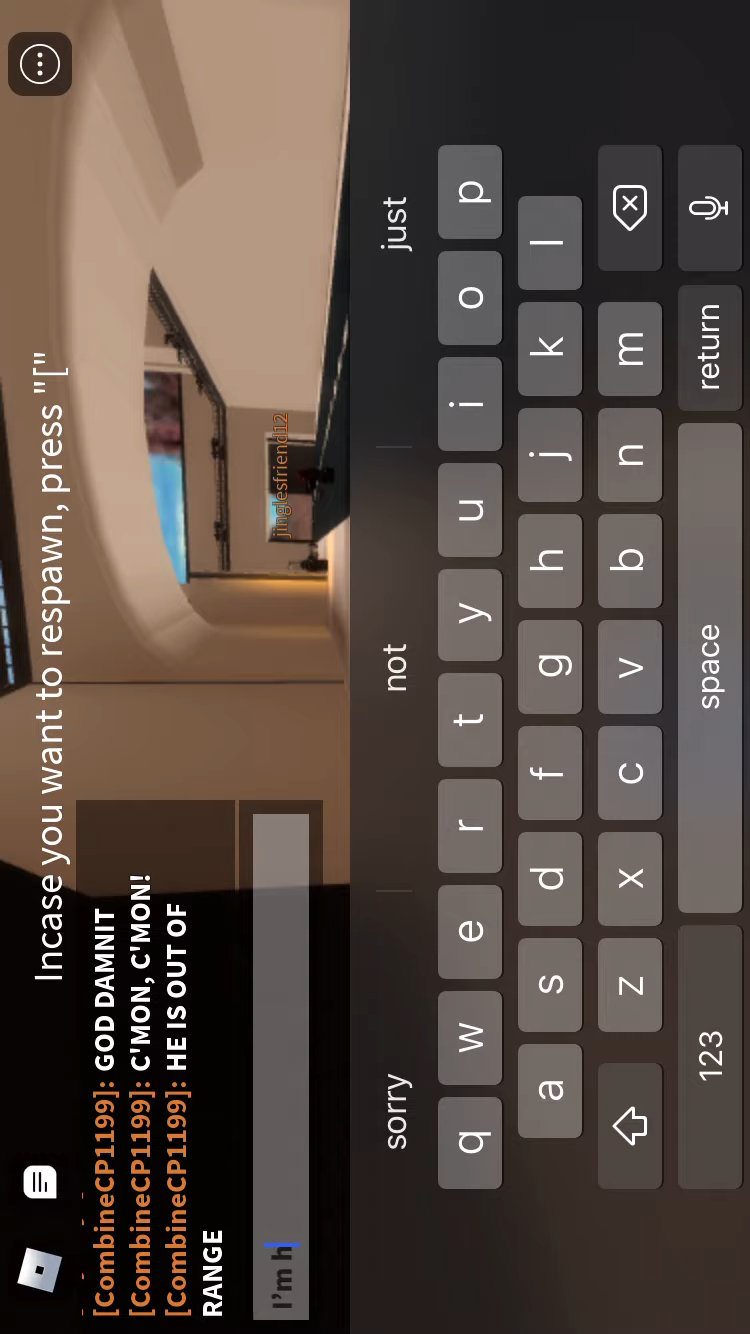 Incase you want to respawn, press "["
[CombineCP1199]: GOD DAMNIT
[CombineCP1199]: C'MON, C'MON!
[CombineCP1199]: HE IS OUT OF
RANGE
I'm h
jinglesfriend12
sorry not just
q w e r t y u i o p
a s d f g h j k l
z x c v b n m
123 space return